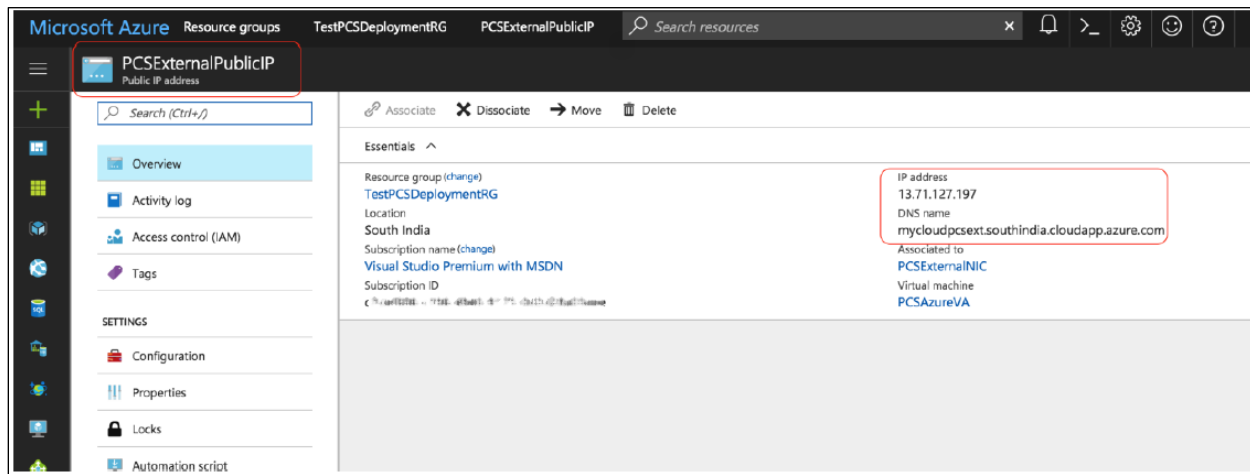 Microsoft Azure Resource groups TestPCSDeploymentRG PCSExternalPublicIP Search resources
PCSExternalPublicIP
Public IP address
Search (Ctrl+/)
Overview
Activity log
Access control (IAM)
Tags
SETTINGS
Configuration
Properties
Locks
Automation script
Associate Dissociate Move Delete
Essentials
Resource group (change)
TestPCSDeploymentRG
Location
South India
Subscription name (change)
Visual Studio Premium with MSDN
Subscription ID
IP address
13.71.127.197
DNS name
mycloudpcsext.southindia.cloudapp.azure.com
Associated to
PCSExternalNIC
Virtual machine
PCSAzureVA